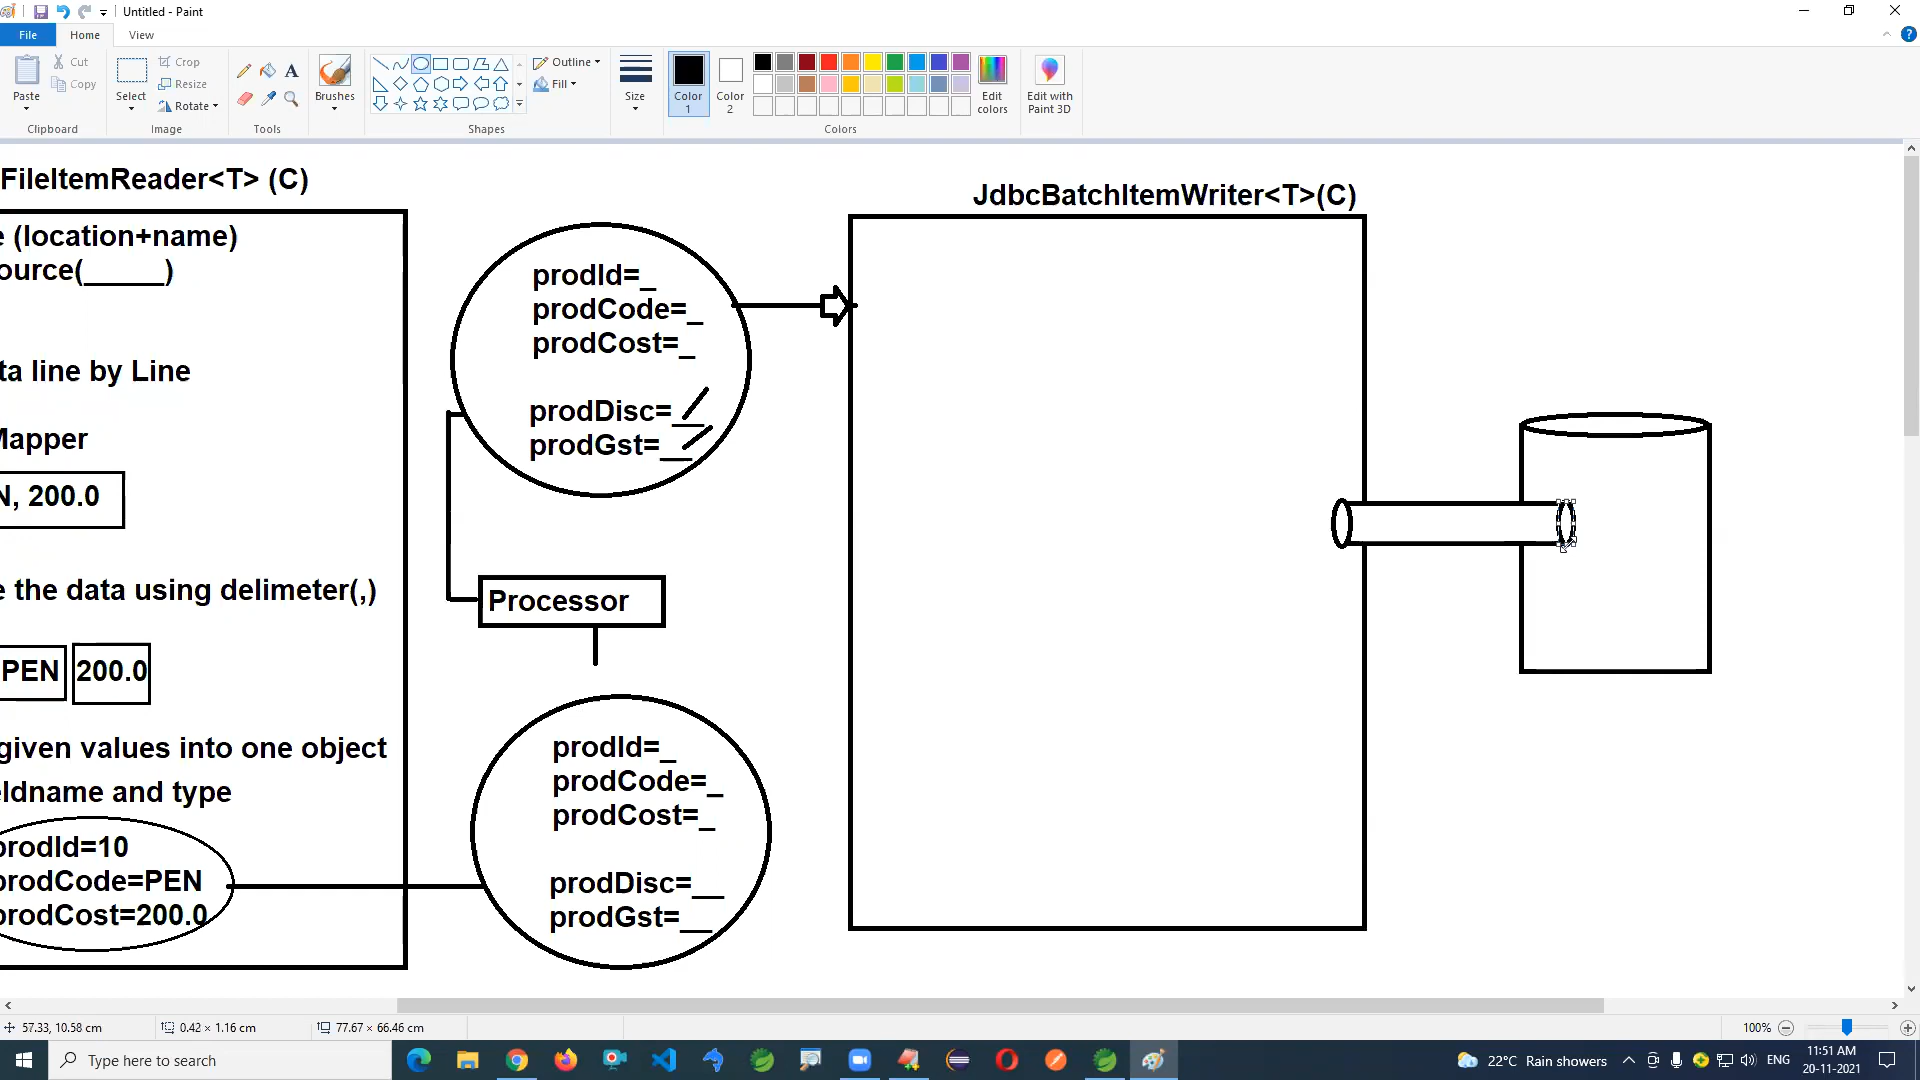 Untitled - Paint
File
Home
View
Paste
Cut
Copy
Clipboard
Select
Crop
Resize
Rotate
Image
Tools
Brushes
Shapes
Outline
Fill
Size
Color 1
Color 2
Edit colors
Colors
Edit with Paint 3D
FileItemReader<T> (C)
e (location+name)
ource(_____)
ta line by Line
Mapper
N, 200.0
e the data using delimeter(,)
PEN
200.0
given values into one object
eldname and type
prodId=10
prodCode=PEN
prodCost=200.0
prodId=_
prodCode=_
prodCost=_
prodDisc=__
prodGst=__
Processor
prodId=_
prodCode=_
prodCost=_
prodDisc=__
prodGst=__
JdbcBatchItemWriter<T>(C)
57.33, 10.58 cm
0.42 × 1.16 cm
77.67 × 66.46 cm
100%
Type here to search
22°C Rain showers
ENG
11:51 AM
20-11-2021